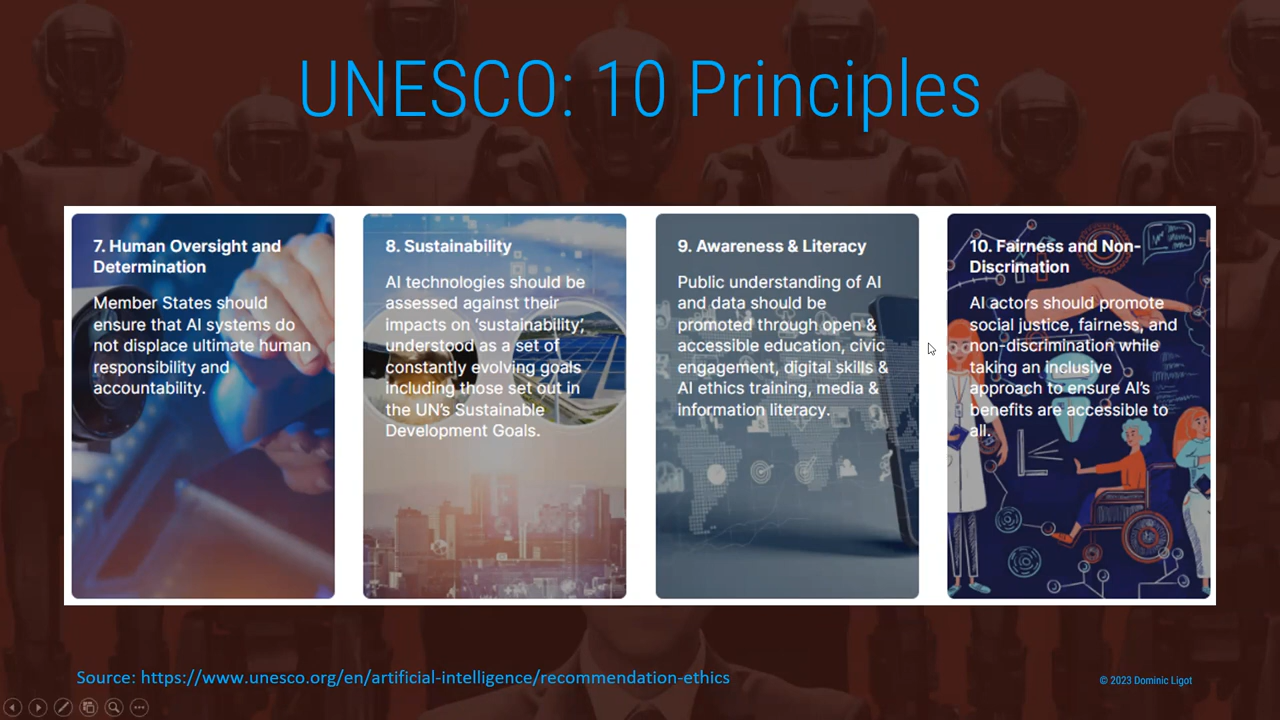 UNESCO: 10 Principles
7. Human Oversight and
Determination
Member States should
ensure that AI systems do
not displace ultimate human
responsibility and
accountability.
8. Sustainability
AI technologies should be
assessed against their
impacts on ‘sustainability’,
understood as a set of
constantly evolving goals
including those set out in
the UN’s Sustainable
Development Goals.
9. Awareness & Literacy
Public understanding of AI
and data should be
promoted through open &
accessible education, civic
engagement, digital skills &
AI ethics training, media &
information literacy.
10. Fairness and Non-
Discrimation
AI actors should promote
social justice, fairness, and
non-discrimination while
taking an inclusive
approach to ensure AI’s
benefits are accessible to
all.
Source: https://www.unesco.org/en/artificial-intelligence/recommendation-ethics
© 2023 Dominic Ligot